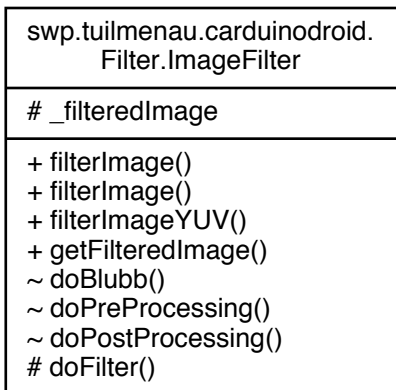 swp.tuilmenau.carduinodroid.
Filter.ImageFilter
# _filteredImage
+ filterImage()
+ filterImage()
+ filterImageYUV()
+ getFilteredImage()
~ doBlubb()
~ doPreProcessing()
~ doPostProcessing()
# doFilter()